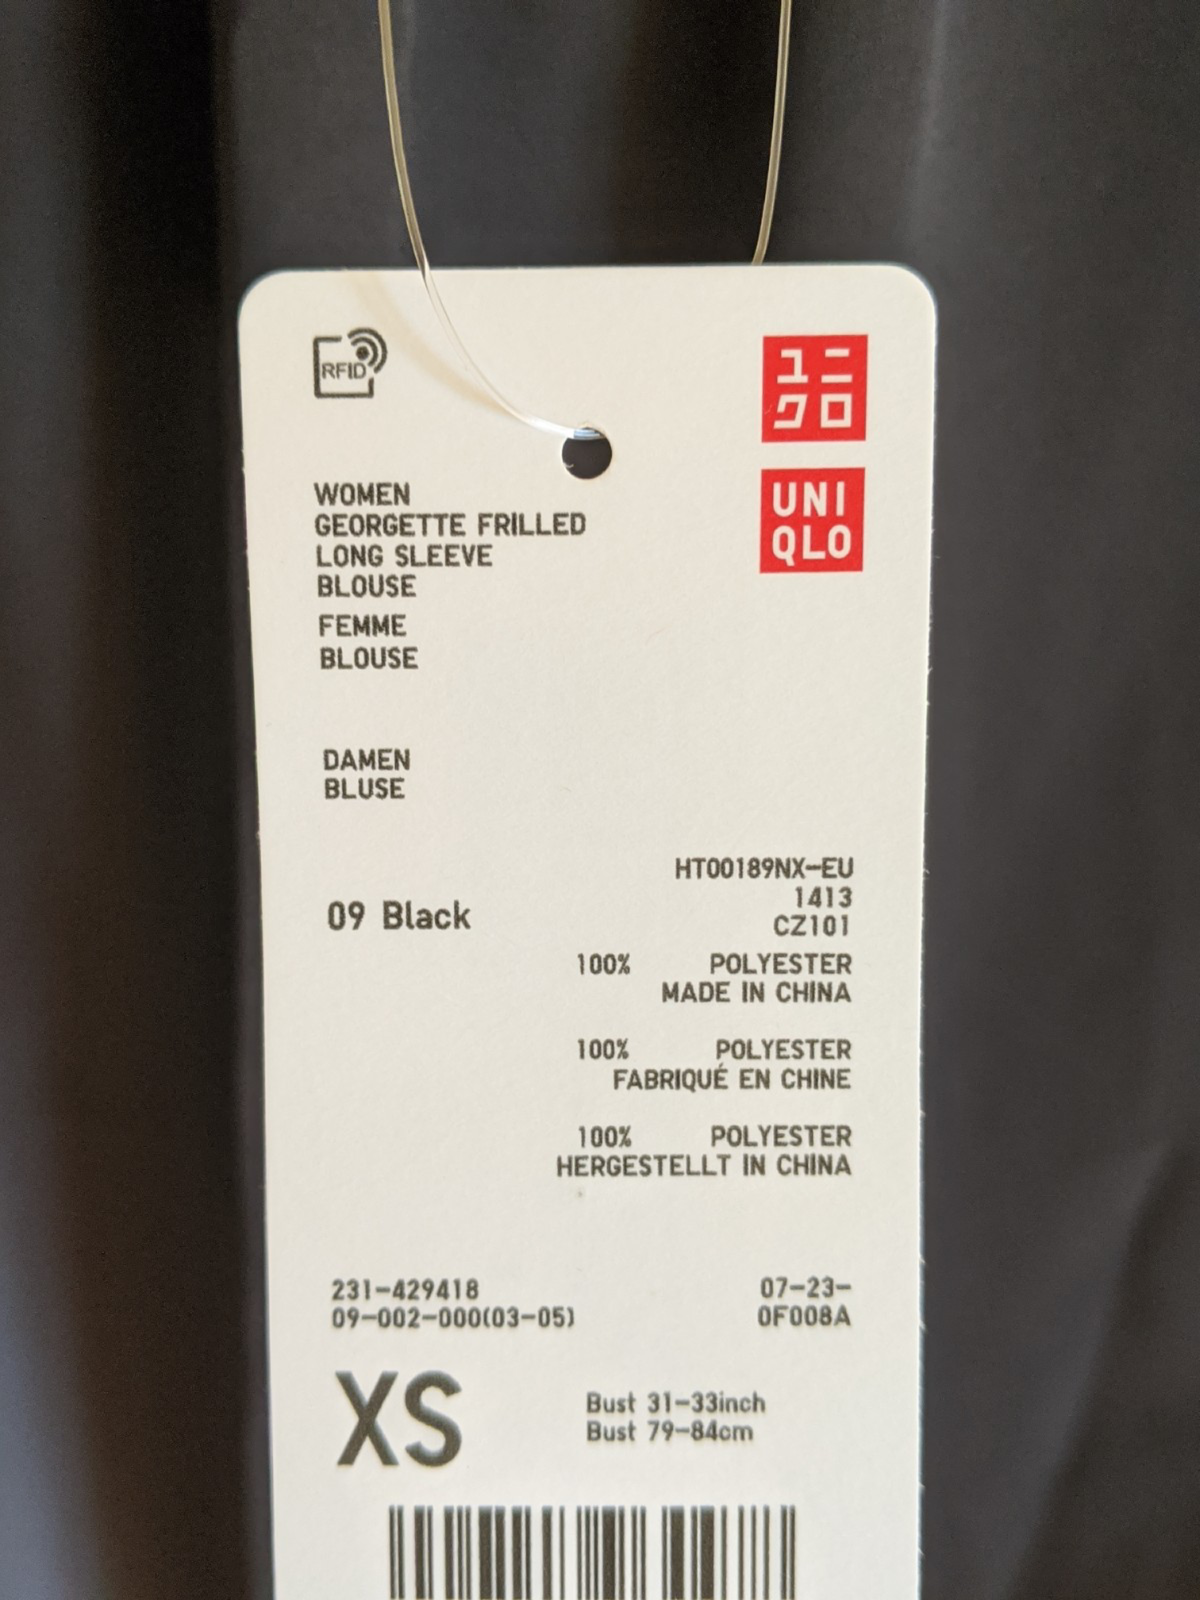 RFID
ユニ
クロ
UNI
QLO
WOMEN
GEORGETTE FRILLED
LONG SLEEVE
BLOUSE
FEMME
BLOUSE
DAMEN
BLUSE
HT00189NX-EU
1413
09 Black
CZ101
100% POLYESTER
MADE IN CHINA
100% POLYESTER
FABRIQUÉ EN CHINE
100% POLYESTER
HERGESTELLT IN CHINA
231-429418 07-23-
09-002-000(03-05) 0F008A
XS
Bust 31-33inch
Bust 79-84cm